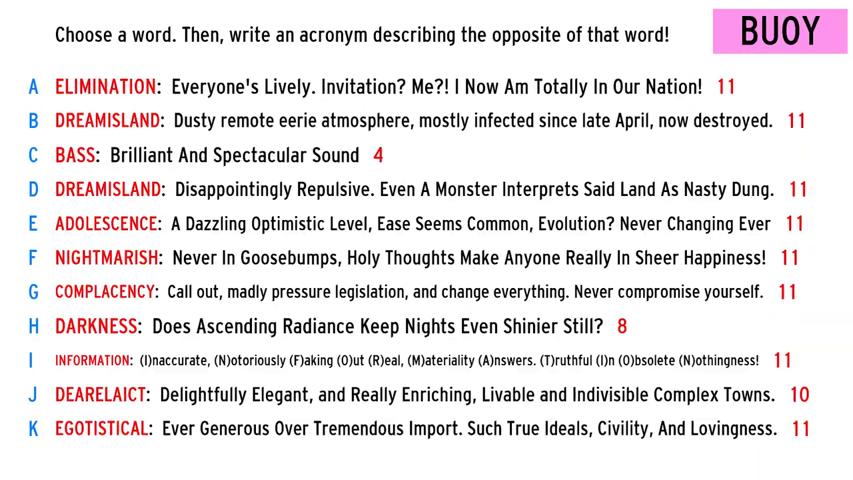 Choose a word. Then, write an acronym describing the opposite of that word!
BUOY
A ELIMINATION: Everyone's Lively. Invitation? Me?! I Now Am Totally In Our Nation! 11
B DREAMISLAND: Dusty remote eerie atmosphere, mostly infected since late April, now destroyed. 11
C BASS: Brilliant And Spectacular Sound 4
D DREAMISLAND: Disappointingly Repulsive. Even A Monster Interprets Said Land As Nasty Dung. 11
E ADOLESCENCE: A Dazzling Optimistic Level, Ease Seems Common, Evolution? Never Changing Ever 11
F NIGHTMARISH: Never In Goosebumps, Holy Thoughts Make Anyone Really In Sheer Happiness! 11
G COMPLACENCY: Call out, madly pressure legislation, and change everything. Never compromise yourself. 11
H DARKNESS: Does Ascending Radiance Keep Nights Even Shinier Still? 8
I INFORMATION: (I)naccurate, (N)otoriously (F)aking (O)ut (R)eal, (M)ateriality (A)nswers. (T)ruthful (I)n (O)bsolete (N)othingness! 11
J DEARELAICT: Delightfully Elegant, and Really Enriching, Livable and Indivisible Complex Towns. 10
K EGOTISTICAL: Ever Generous Over Tremendous Import. Such True Ideals, Civility, And Lovingness. 11